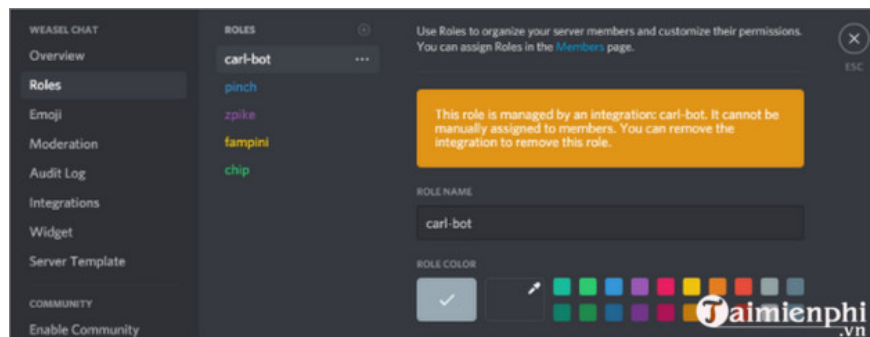 WEASEL CHAT
Overview
Roles
Emoji
Moderation
Audit Log
Integrations
Widget
Server Template
COMMUNITY
Enable Community
ROLES
carl-bot
pinch
zpike
fampini
chip
Use Roles to organize your server members and customize their permissions.
You can assign Roles in the Members page.
ESC
This role is managed by an integration: carl-bot. It cannot be
manually assigned to members. You can remove the
integration to remove this role.
ROLE NAME
carl-bot
ROLE COLOR
Taimienphi
.vn